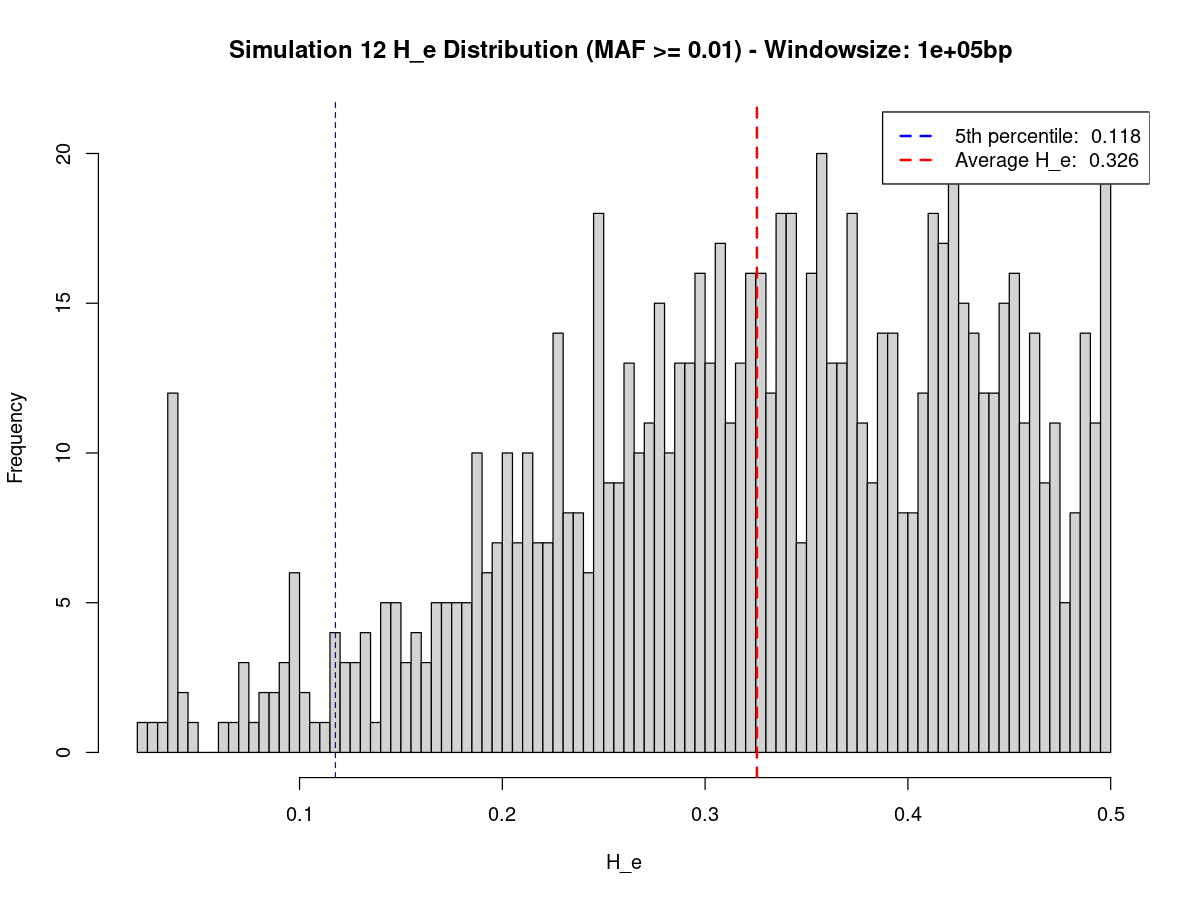 Simulation 12 H_e Distribution (MAF >= 0.01) - Windowsize: 1e+05bp
5th percentile:  0.118
Average H_e:  0.326
20
15
10
5
0
Frequency
0.1 0.2 0.3 0.4 0.5
H_e